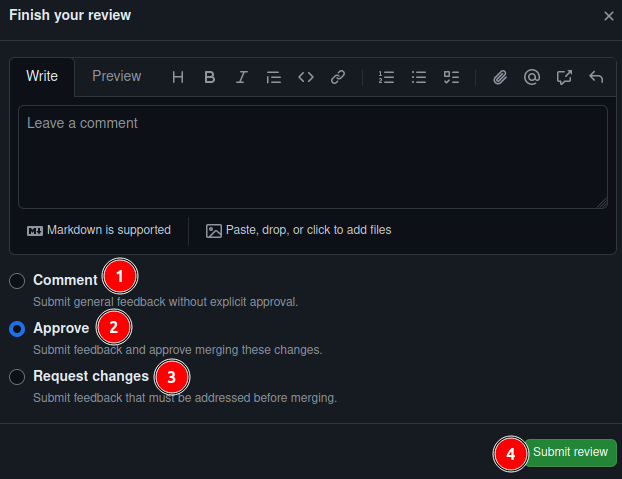 Finish your review
Write Preview
Leave a comment
Markdown is supported Paste, drop, or click to add files
Comment 1
Submit general feedback without explicit approval.
Approve 2
Submit feedback and approve merging these changes.
Request changes 3
Submit feedback that must be addressed before merging.
4 Submit review